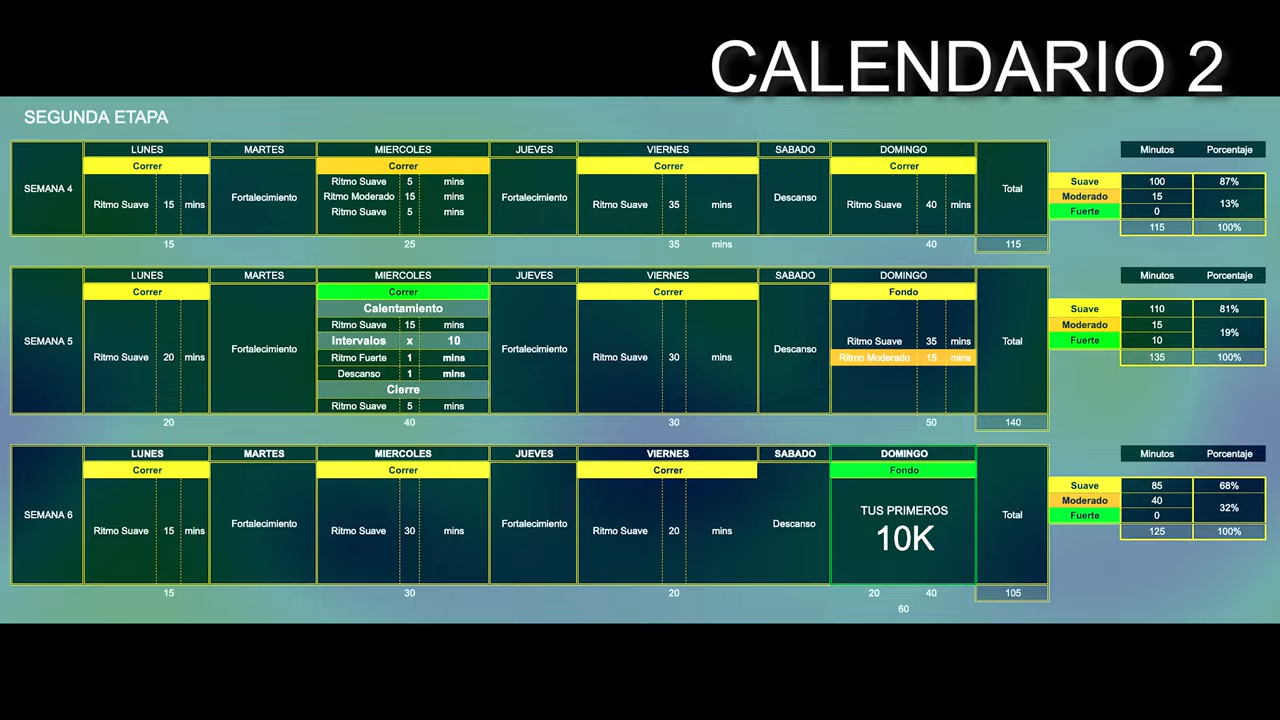 CALENDARIO 2
SEGUNDA ETAPA
LUNES MARTES MIERCOLES JUEVES VIERNES SABADO DOMINGO Minutos Porcentaje
Correr Correr Correr Correr
SEMANA 4 Ritmo Suave 15 mins Fortalecimiento Ritmo Suave 5 mins Fortalecimiento Ritmo Suave 35 mins Descanso Ritmo Suave 40 mins Total Suave 100 87%
Ritmo Moderado 15 mins Moderado 15 13%
Ritmo Suave 5 mins Fuerte 0
115 100%
15 25 35 mins 40 115
LUNES MARTES MIERCOLES JUEVES VIERNES SABADO DOMINGO Minutos Porcentaje
Correr Correr Correr Fondo
Calentamiento Suave 110 81%
Ritmo Suave 15 mins Moderado 15 19%
SEMANA 5 Intervalos x 10 Ritmo Suave 35 mins Total Fuerte 10
Ritmo Suave 20 mins Fortalecimiento Ritmo Fuerte 1 mins Fortalecimiento Ritmo Suave 30 mins Descanso Ritmo Moderado 15 mins 135 100%
Descanso 1 mins
Cierre
Ritmo Suave 5 mins
20 40 30 50 140
LUNES MARTES MIERCOLES JUEVES VIERNES SABADO DOMINGO Minutos Porcentaje
Correr Correr Correr Fondo
Suave 85 68%
Moderado 40 32%
SEMANA 6 TUS PRIMEROS Total Fuerte 0
Ritmo Suave 15 mins Fortalecimiento Ritmo Suave 30 mins Fortalecimiento Ritmo Suave 20 mins Descanso 10K 125 100%
15 30 20 20 40 105
60